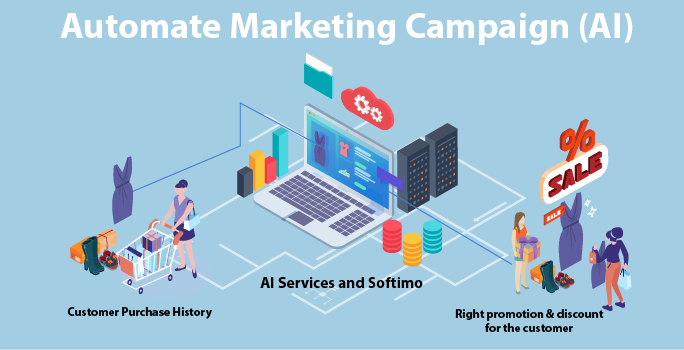 Automate Marketing Campaign (AI)
%
SALE
SALE
AI Services and Softimo
Customer Purchase History
Right promotion & discount
for the customer